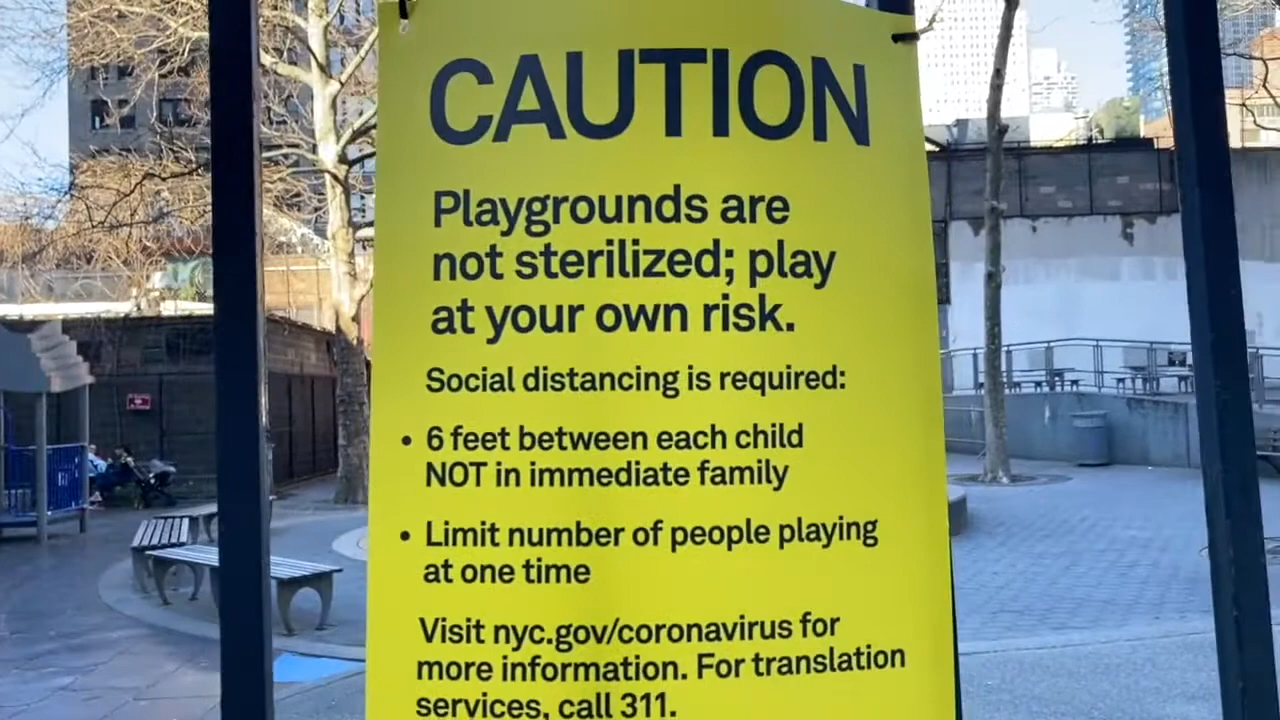 CAUTION
Playgrounds are
not sterilized; play
at your own risk.
Social distancing is required:
• 6 feet between each child
NOT in immediate family
• Limit number of people playing
at one time
Visit nyc.gov/coronavirus for
more information. For translation
services, call 311.